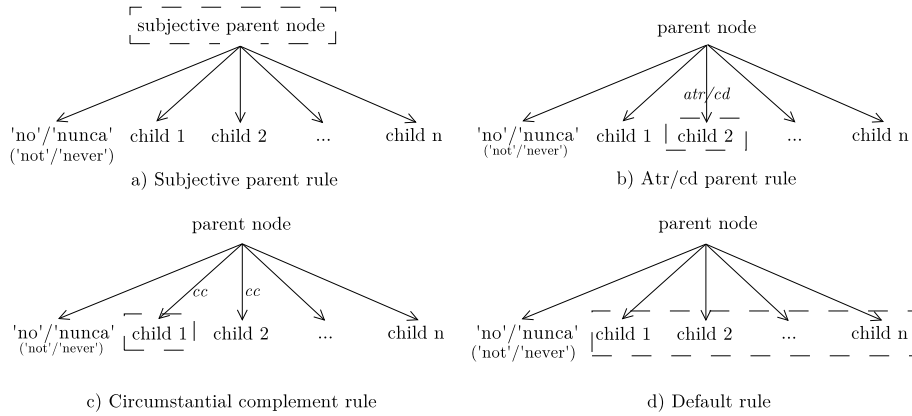 subjective parent node
'no'/'nunca' child 1 child 2 ... child n
('not'/'never')
a) Subjective parent rule
parent node
atr/cd
'no'/'nunca' child 1 child 2 ... child n
('not'/'never')
b) Atr/cd parent rule
parent node
cc cc
'no'/'nunca' child 1 child 2 ... child n
('not'/'never')
c) Circumstantial complement rule
parent node
'no'/'nunca' child 1 child 2 ... child n
('not'/'never')
d) Default rule